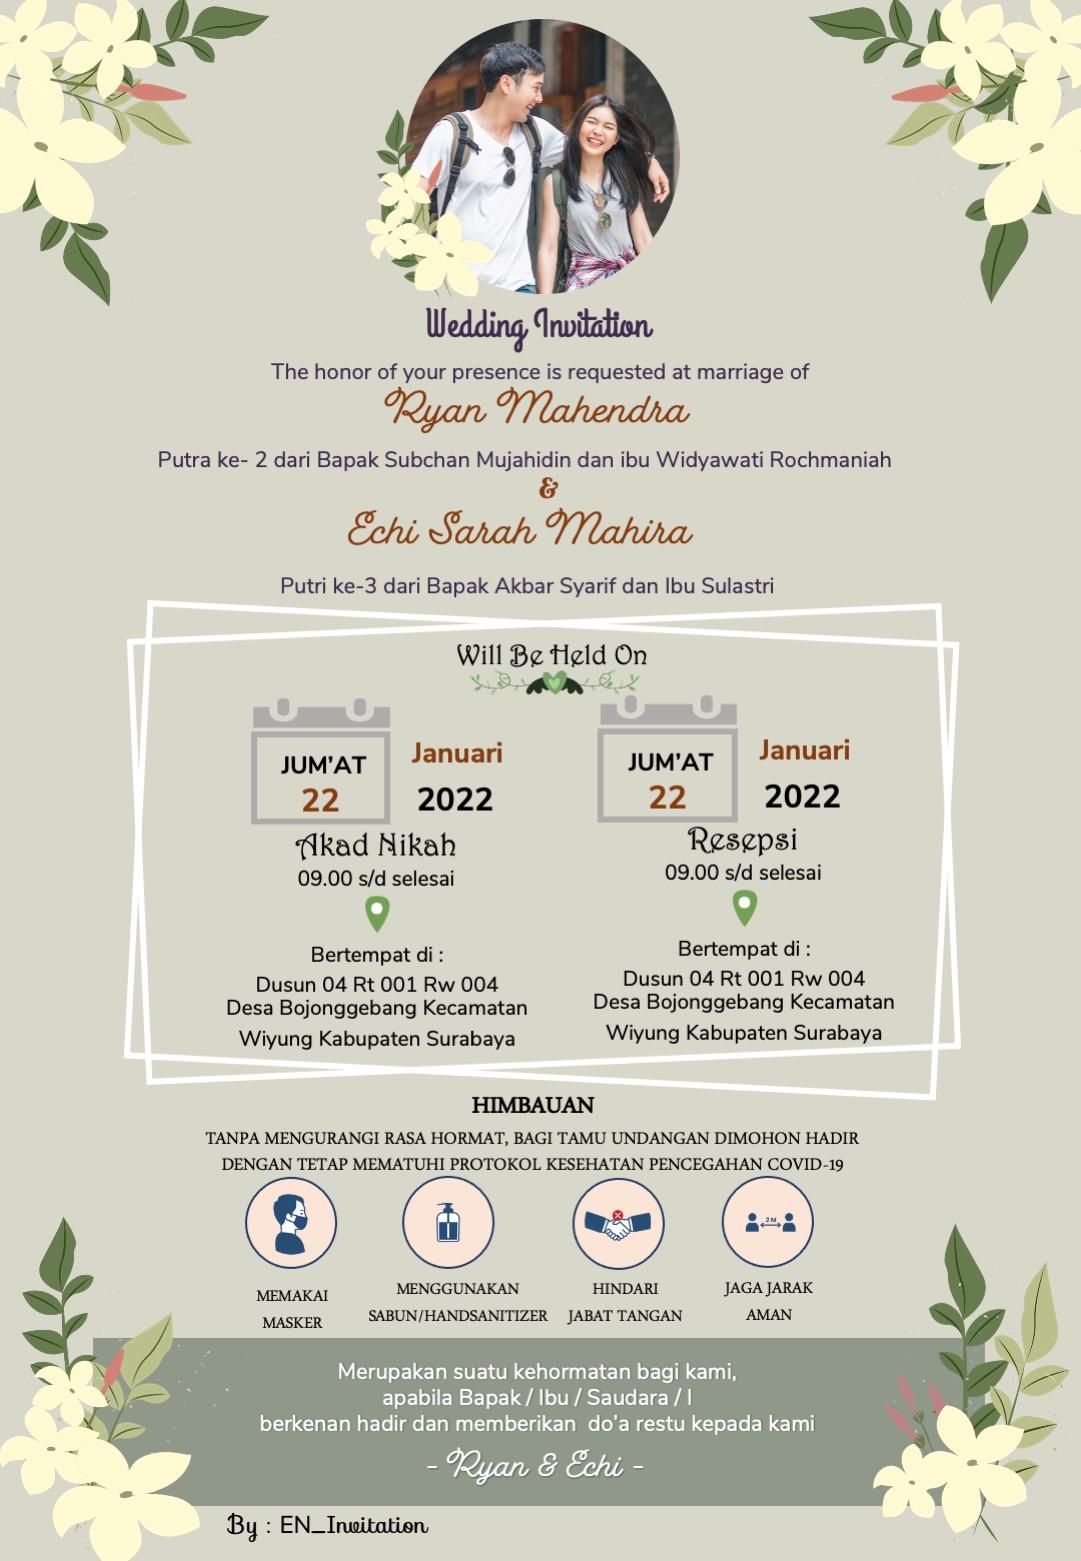 Wedding Invitation
The honor of your presence is requested at marriage of
Ryan Mahendra
Putra ke- 2 dari Bapak Subchan Mujahidin dan ibu Widyawati Rochmaniah
&
Echi Sarah Mahira
Putri ke-3 dari Bapak Akbar Syarif dan Ibu Sulastri
Will Be Held On
JUM'AT
22
Januari
2022
Akad Nikah
09.00 s/d selesai
Bertempat di :
Dusun 04 Rt 001 Rw 004
Desa Bojonggebang Kecamatan
Wiyung Kabupaten Surabaya
JUM'AT
22
Januari
2022
Resepsi
09.00 s/d selesai
Bertempat di :
Dusun 04 Rt 001 Rw 004
Desa Bojonggebang Kecamatan
Wiyung Kabupaten Surabaya
HIMBAUAN
TANPA MENGURANGI RASA HORMAT, BAGI TAMU UNDANGAN DIMOHON HADIR
DENGAN TETAP MEMATUHI PROTOKOL KESEHATAN PENCEGAHAN COVID-19
MEMAKAI
MASKER
MENGGUNAKAN
SABUN/HANDSANITIZER
HINDARI
JABAT TANGAN
2 M
JAGA JARAK
AMAN
Merupakan suatu kehormatan bagi kami,
apabila Bapak / Ibu / Saudara / I
berkenan hadir dan memberikan do'a restu kepada kami
- Ryan & Echi -
By : EN_Invitation